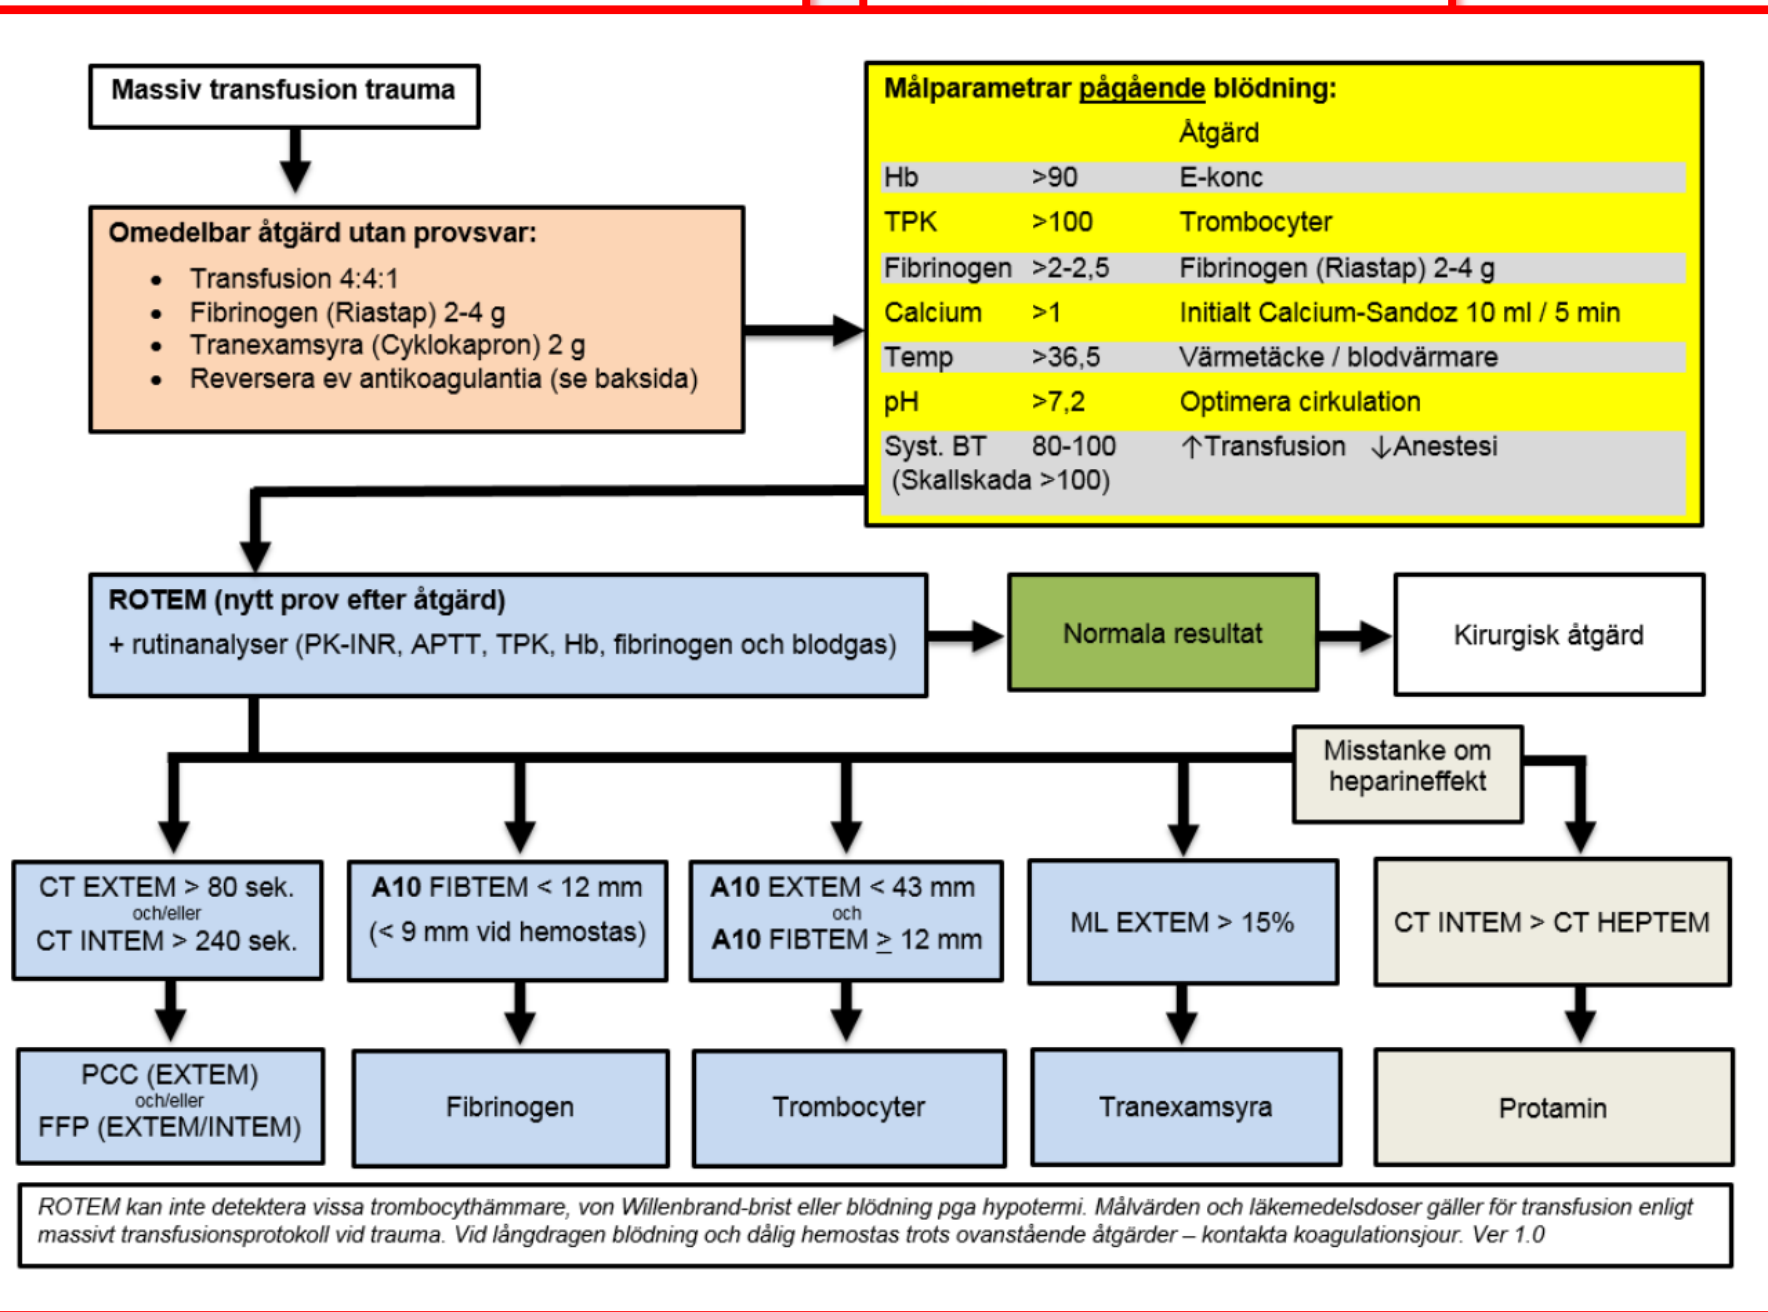 Massiv transfusion trauma
Omedelbar åtgärd utan provsvar:
• Transfusion 4:4:1
• Fibrinogen (Riastap) 2-4 g
• Tranexamsyra (Cyklokapron) 2 g
• Reversera ev antikoagulantia (se baksida)
Målparametrar pågående blödning:
Åtgärd
Hb >90 E-konc
TPK >100 Trombocyter
Fibrinogen >2-2,5 Fibrinogen (Riastap) 2-4 g
Calcium >1 Initialt Calcium-Sandoz 10 ml / 5 min
Temp >36,5 Värmetäcke / blodvärmare
pH >7,2 Optimera cirkulation
Syst. BT 80-100 ↑Transfusion ↓Anestesi
(Skallskada >100)
ROTEM (nytt prov efter åtgärd)
+ rutinanalyser (PK-INR, APTT, TPK, Hb, fibrinogen och blodgas)
Normala resultat
Kirurgisk åtgärd
Misstanke om
heparineffekt
CT EXTEM > 80 sek.
och/eller
CT INTEM > 240 sek.
A10 FIBTEM < 12 mm
(< 9 mm vid hemostas)
A10 EXTEM < 43 mm
och
A10 FIBTEM ≥ 12 mm
ML EXTEM > 15%
CT INTEM > CT HEPTEM
PCC (EXTEM)
och/eller
FFP (EXTEM/INTEM)
Fibrinogen
Trombocyter
Tranexamsyra
Protamin
ROTEM kan inte detektera vissa trombocythämmare, von Willenbrand-brist eller blödning pga hypotermi. Målvärden och läkemedelsdoser gäller för transfusion enligt
massivt transfusionsprotokoll vid trauma. Vid långdragen blödning och dålig hemostas trots ovanstående åtgärder – kontakta koagulationsjour. Ver 1.0